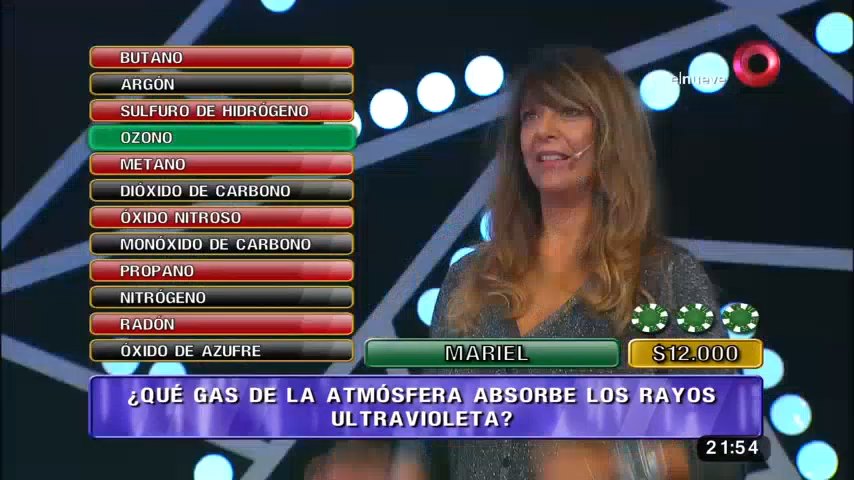 BUTANO
ARGÓN
SULFURO DE HIDRÓGENO
OZONO
METANO
DIÓXIDO DE CARBONO
ÓXIDO NITROSO
MONÓXIDO DE CARBONO
PROPANO
NITRÓGENO
RADÓN
ÓXIDO DE AZUFRE
elnueve
MARIEL
$12.000
¿QUÉ GAS DE LA ATMÓSFERA ABSORBE LOS RAYOS
ULTRAVIOLETA?
21:54